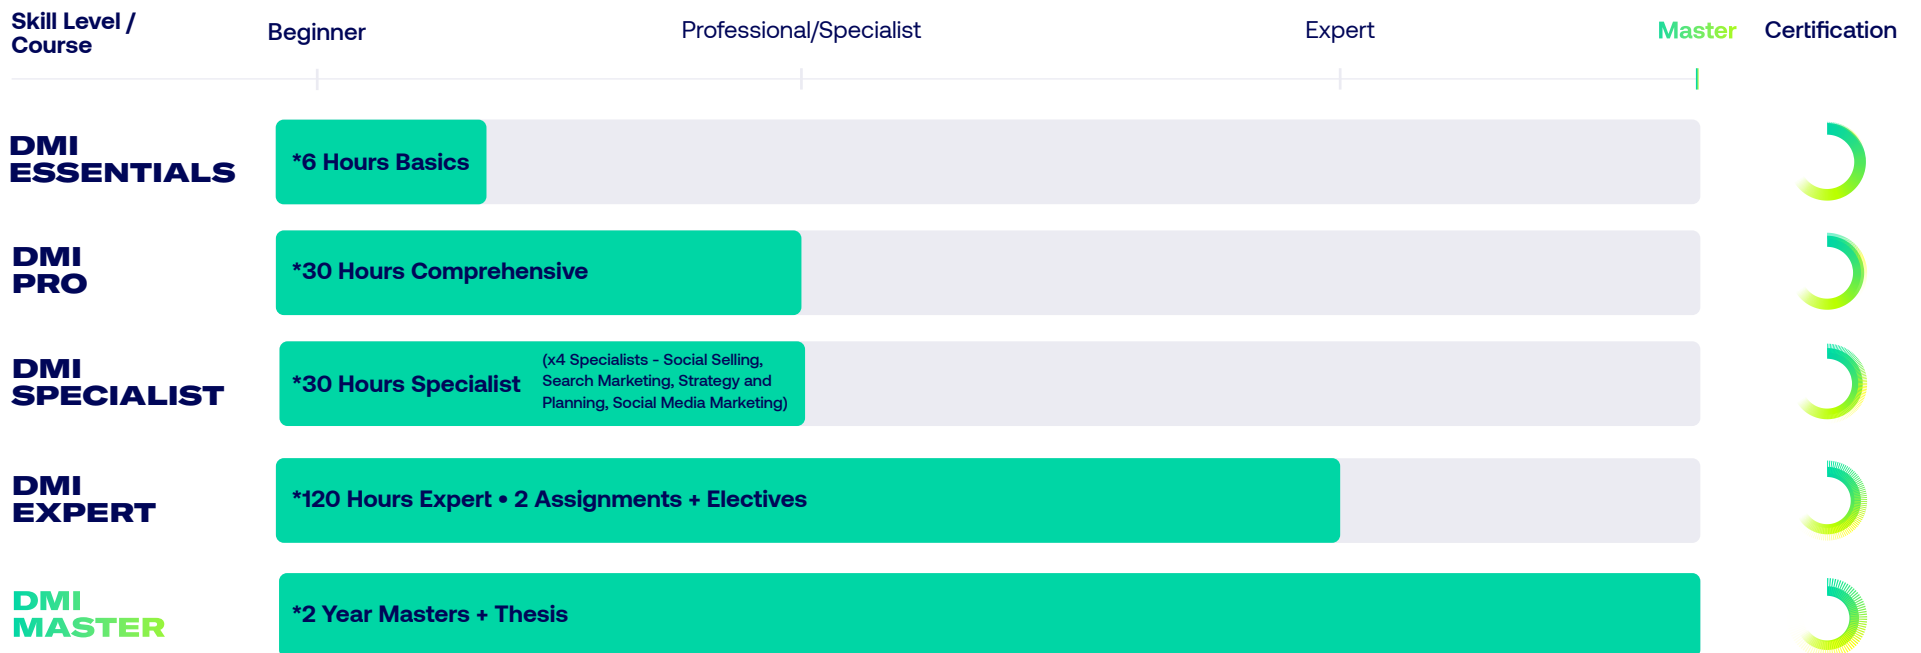 Skill Level /
Course
Beginner
Professional/Specialist
Expert
Master
Certification
DMI
ESSENTIALS
*6 Hours Basics
DMI
PRO
*30 Hours Comprehensive
DMI
SPECIALIST
*30 Hours Specialist
(x4 Specialists - Social Selling,
Search Marketing, Strategy and
Planning, Social Media Marketing)
DMI
EXPERT
*120 Hours Expert • 2 Assignments + Electives
DMI
MASTER
*2 Year Masters + Thesis